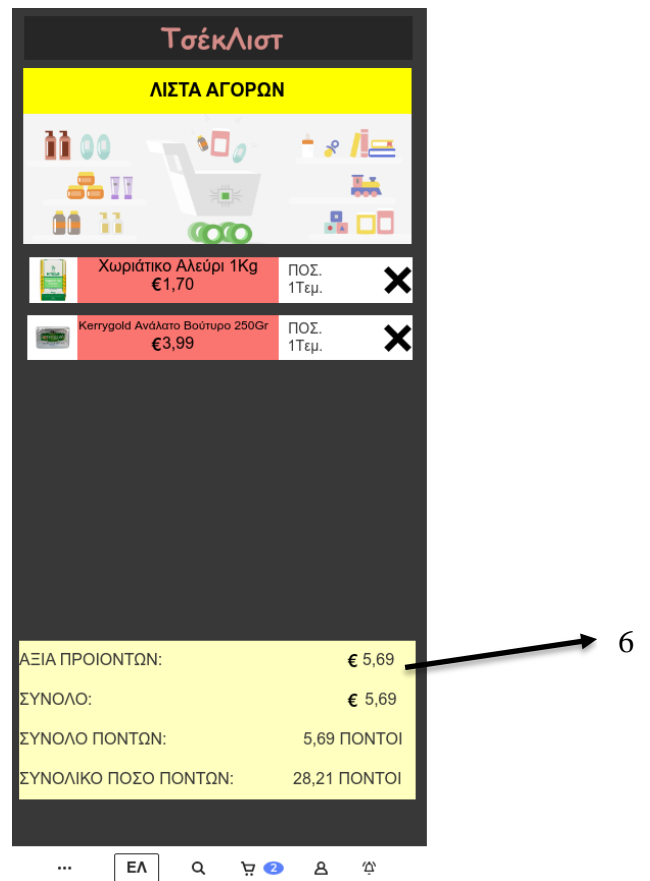 ΤσέκΛιστ
ΛΙΣΤΑ ΑΓΟΡΩΝ
Χωριάτικο Αλεύρι 1Kg
€1,70
ΠΟΣ.
1Τεμ.
Kerrygold Ανάλατο Βούτυρο 250Gr
€3,99
ΠΟΣ.
1Τεμ.
ΑΞΙΑ ΠΡΟΙΟΝΤΩΝ: € 5,69
6
ΣΥΝΟΛΟ: € 5,69
ΣΥΝΟΛΟ ΠΟΝΤΩΝ: 5,69 ΠΟΝΤΟΙ
ΣΥΝΟΛΙΚΟ ΠΟΣΟ ΠΟΝΤΩΝ: 28,21 ΠΟΝΤΟΙ
... ΕΛ 2